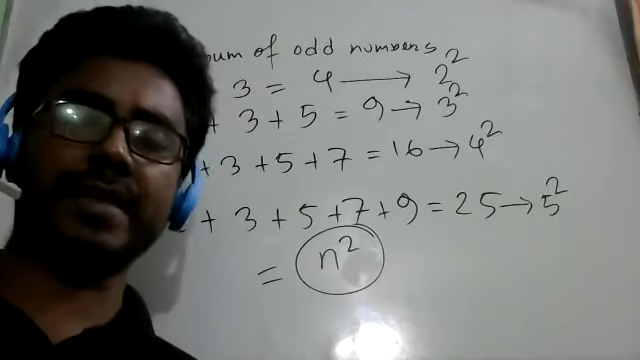 sum of odd numbers
3 = 4 → 2²
+ 3 + 5 = 9 → 3²
+ 3 + 5 + 7 = 16 → 4²
+ 3 + 5 + 7 + 9 = 25 → 5²
= n²